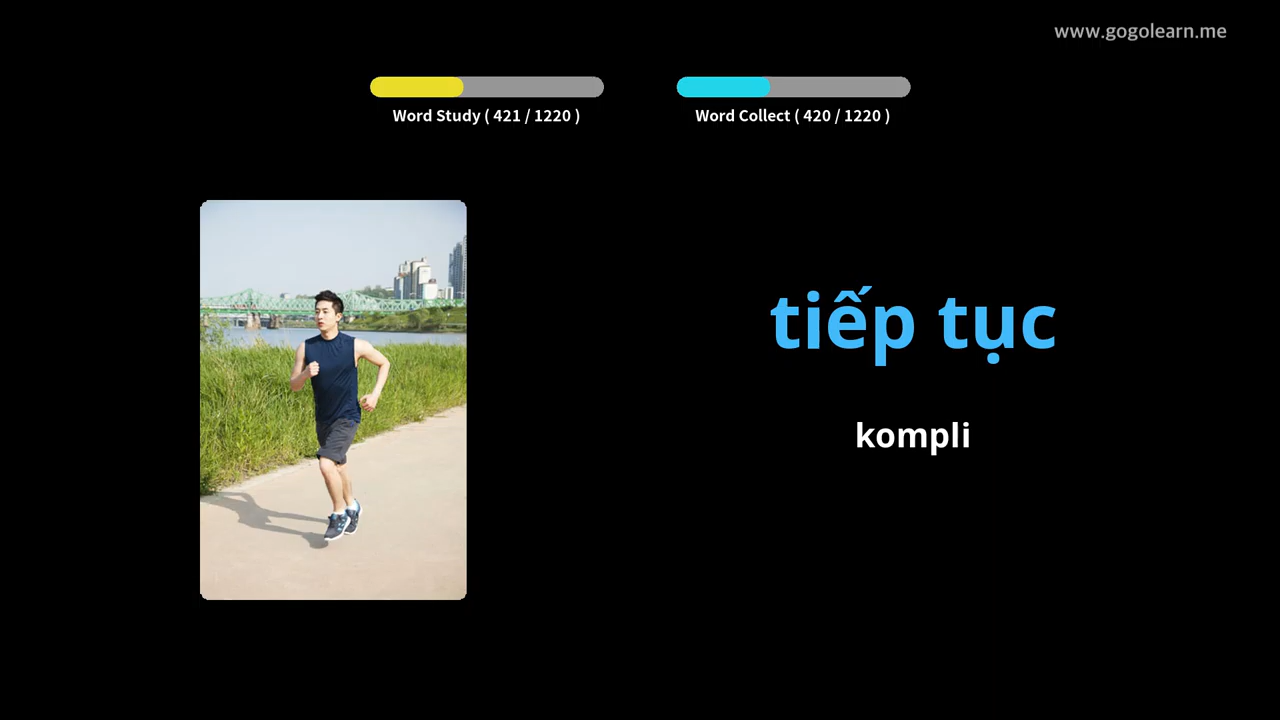 www.gogolearn.me
Word Study ( 421 / 1220 )
Word Collect ( 420 / 1220 )
tiếp tục
kompli